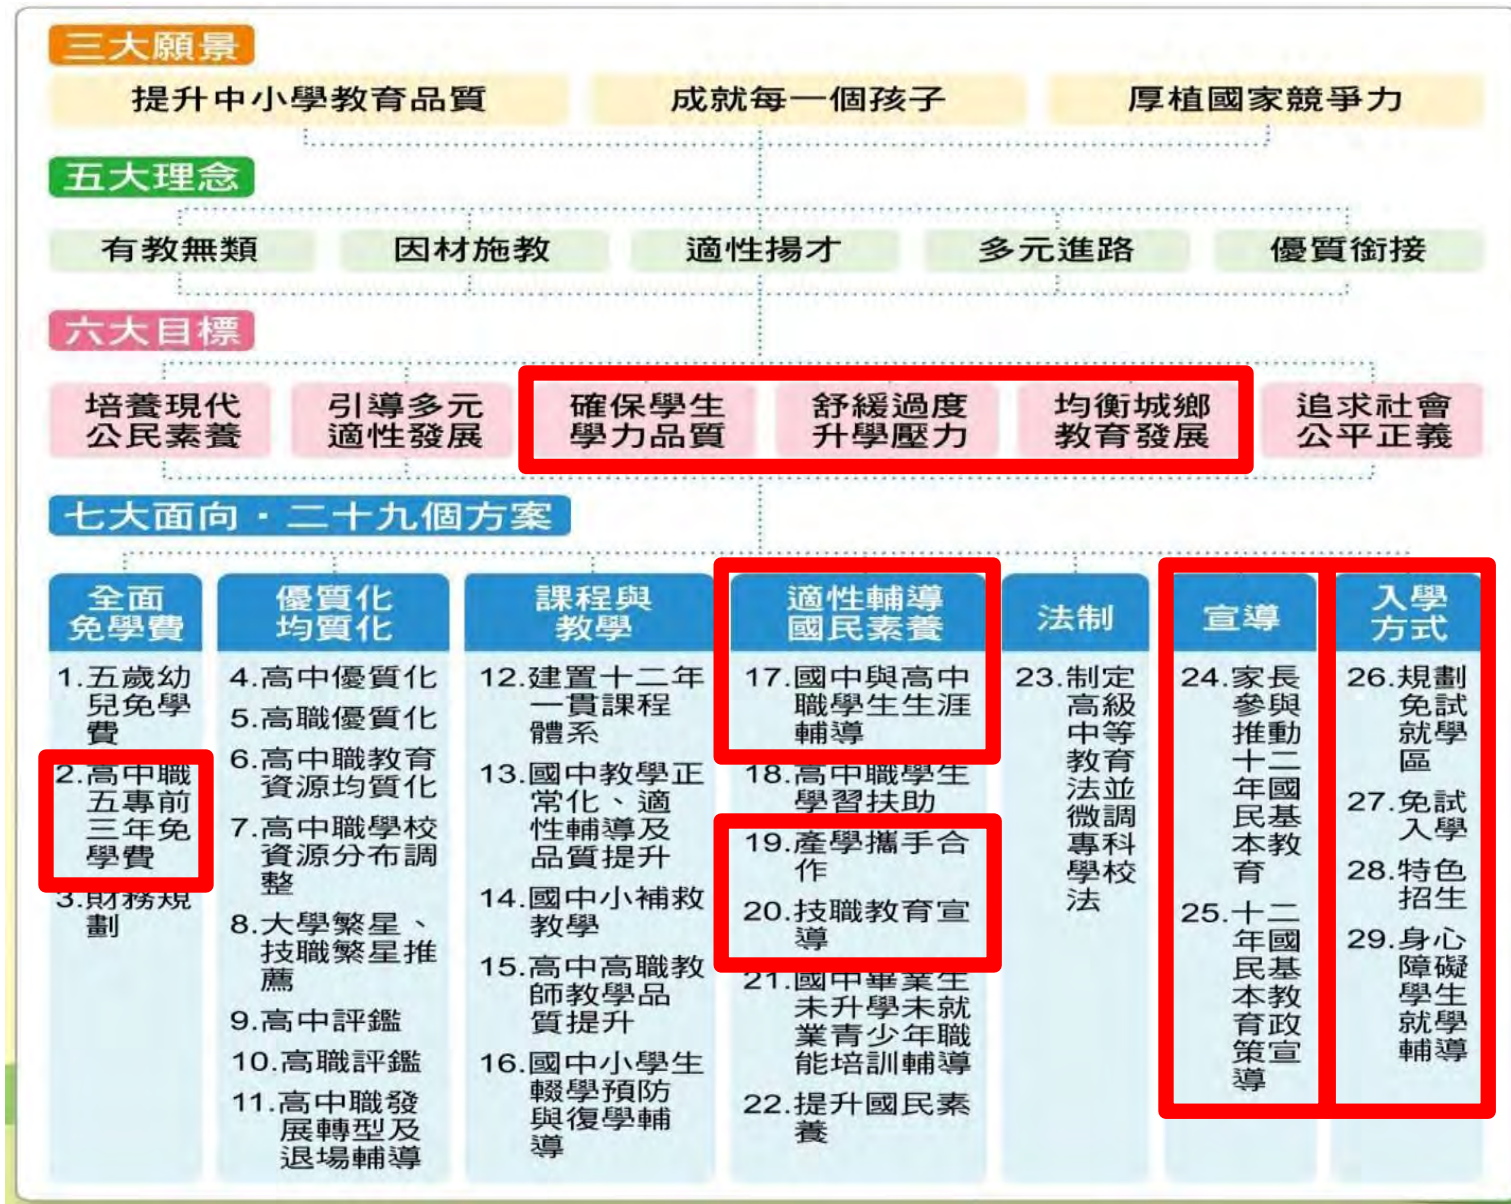 三大願景
提升中小學教育品質 成就每一個孩子 厚植國家競爭力
五大理念
有教無類 因材施教 適性揚才 多元進路 優質銜接
六大目標
培養現代
公民素養
引導多元
適性發展
確保學生
學力品質
舒緩過度
升學壓力
均衡城鄉
教育發展
追求社會
公平正義
七大面向・二十九個方案
全面
免學費
1.五歲幼
兒免學
費
2.高中職
五專前
三年免
學費
3.財務規
劃
優質化
均質化
4.高中優質化
5.高職優質化
6.高中職教育
資源均質化
7.高中職學校
資源分布調
整
8.大學繁星、
技職繁星推
薦
9.高中評鑑
10.高職評鑑
11.高中職發
展轉型及
退場輔導
課程與
教學
12.建置十二年
一貫課程
體系
13.國中教學正
常化、適
性輔導及
品質提升
14.國中小補救
教學
15.高中高職教
師教學品
質提升
16.國中小學生
輟學預防
與復學輔
導
適性輔導
國民素養
17.國中與高中
職學生生涯
輔導
18.高中職學生
學習扶助
19.產學攜手合
作
20.技職教育宣
導
21.國中畢業生
未升學未就
業青少年職
能培訓輔導
22.提升國民素
養
法制
23.制定
高級
中等
教育
法並
微調
專科
學校
法
宣導
24.家長
參與
推動
十二
年國
民基
本教
育
25.十二
年國
民基
本教
育政
策宣
導
入學
方式
26.規劃
免試
就學
區
27.免試
入學
28.特色
招生
29.身心
障礙
學生
就學
輔導